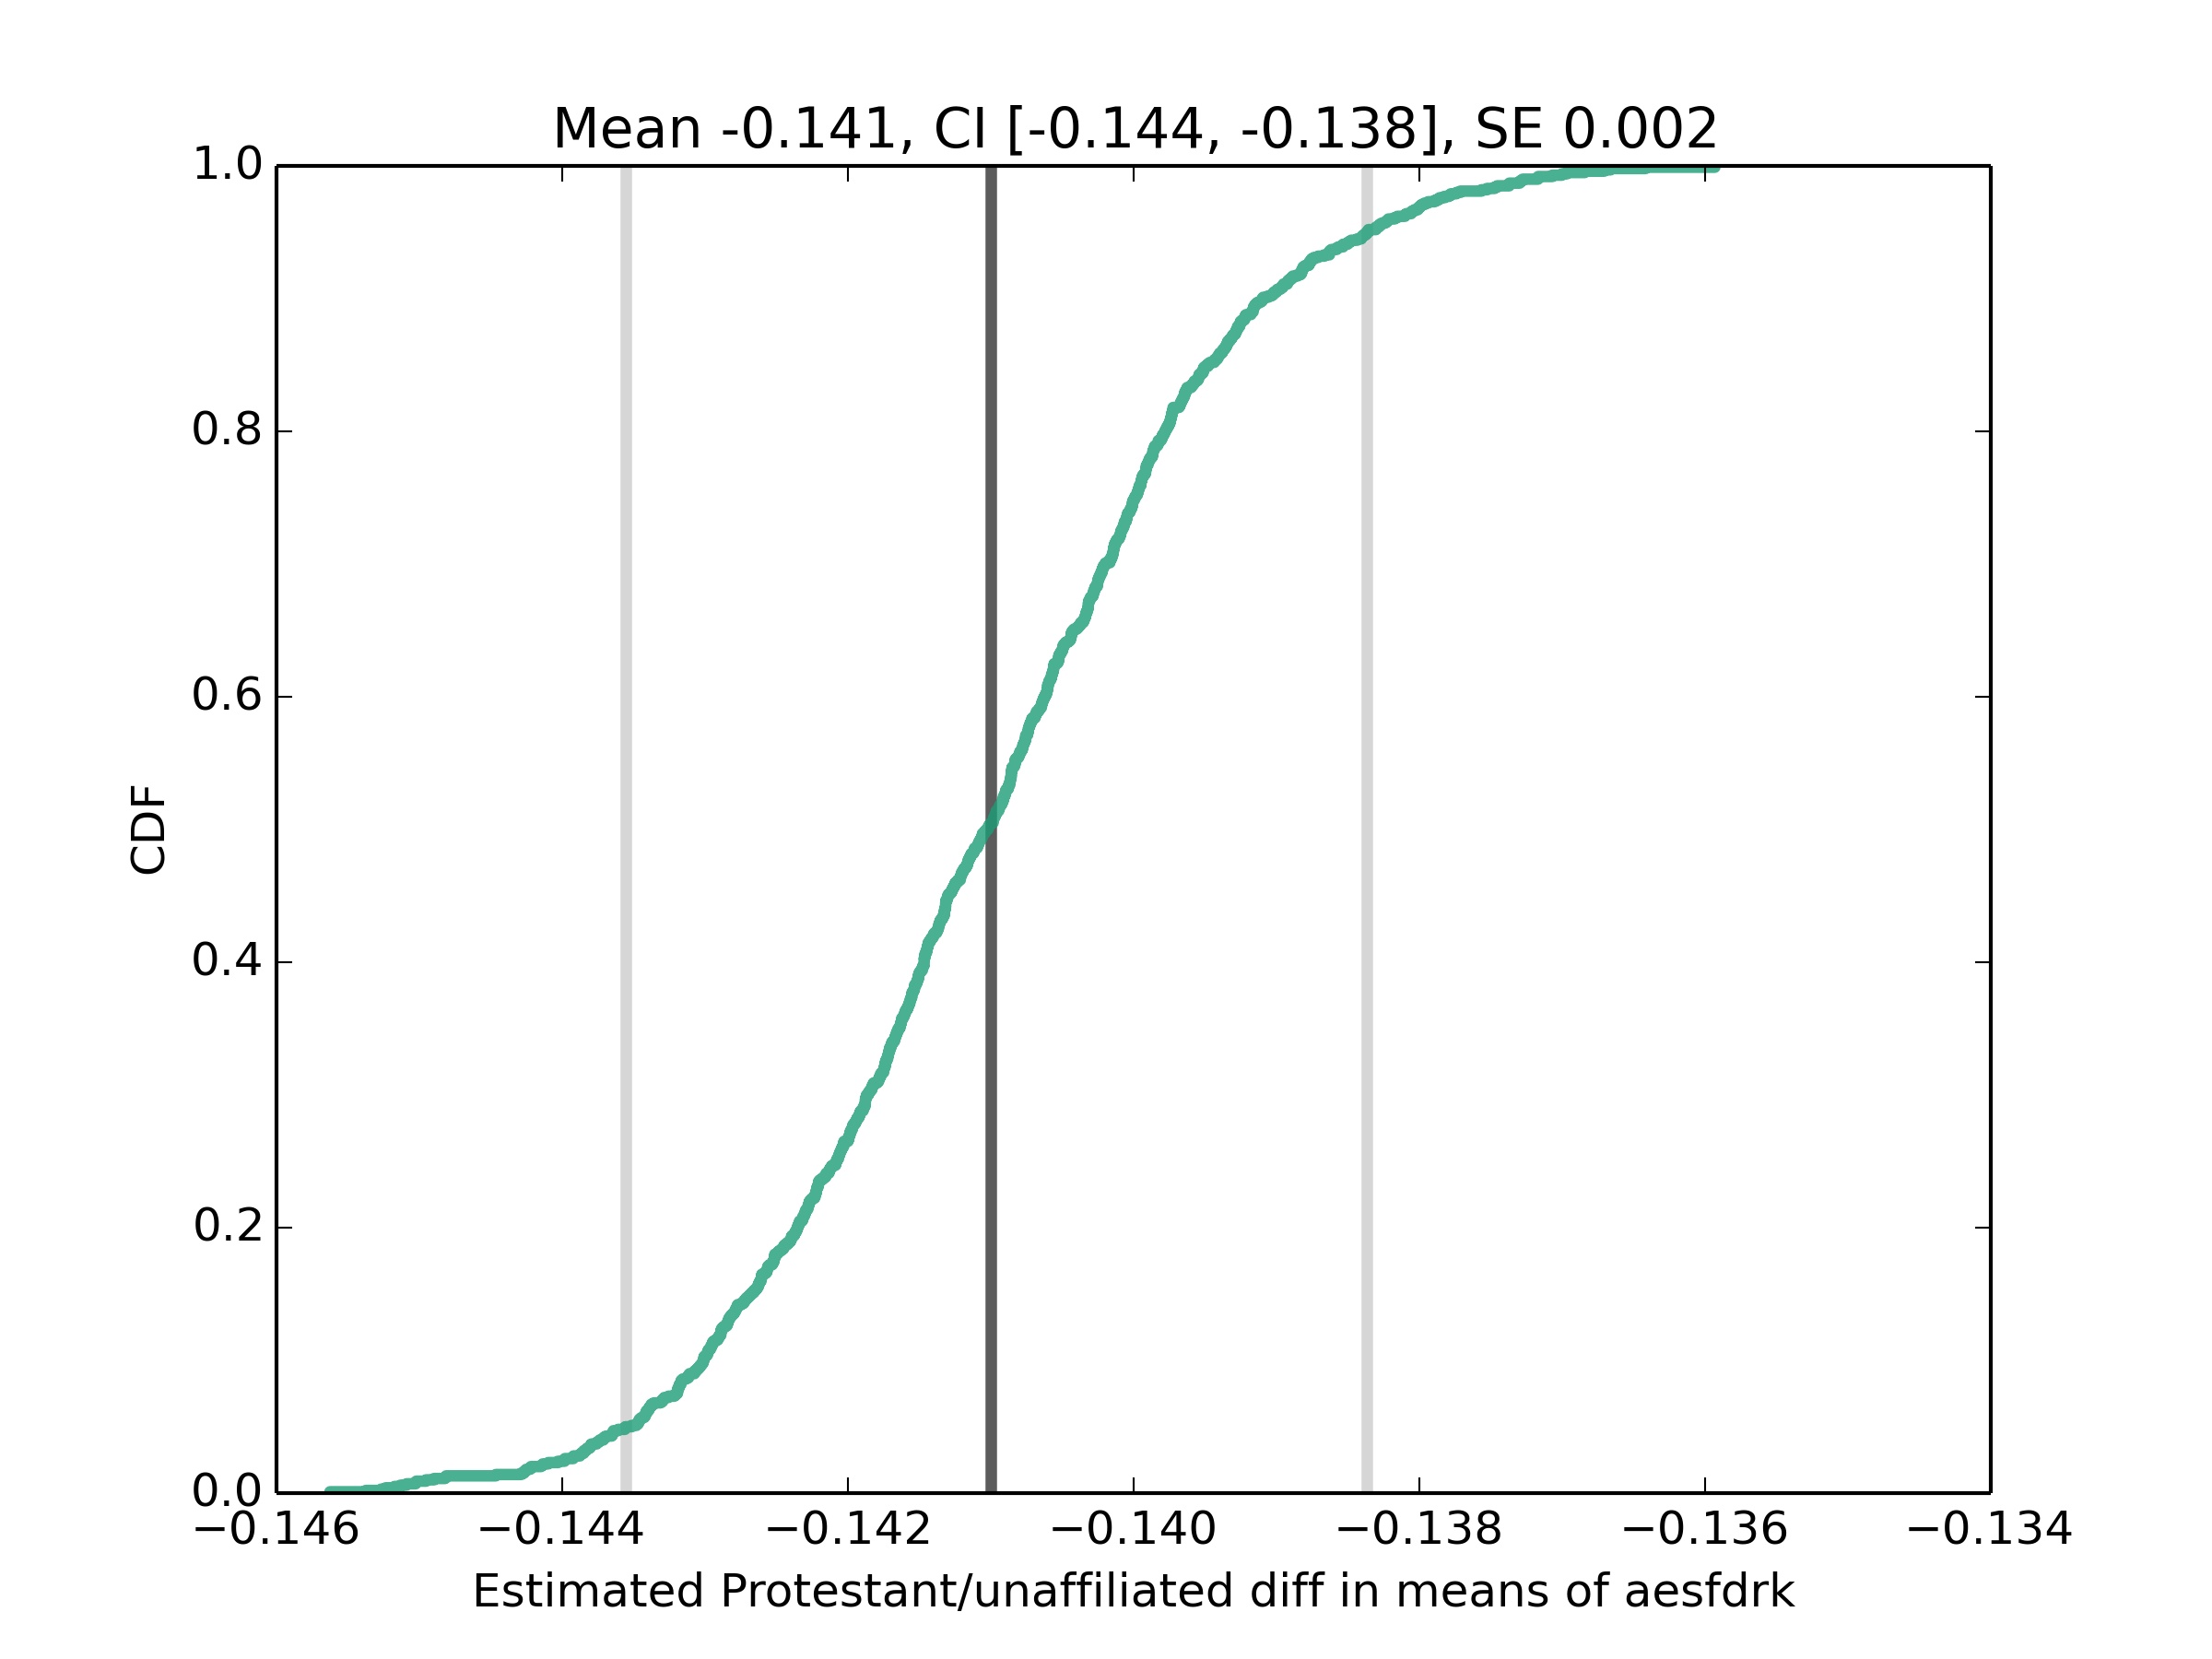 Mean -0.141, CI [-0.144, -0.138], SE 0.002
1.0
0.8
0.6
0.4
0.2
0.0
CDF
−0.146 −0.144 −0.142 −0.140 −0.138 −0.136 −0.134
Estimated Protestant/unaffiliated diff in means of aesfdrk